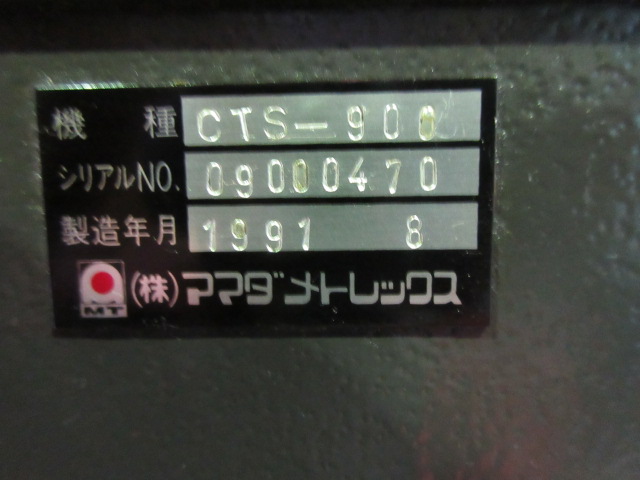 機 種 CTS-900
シリアルNO. 09000470
製造年月 1991 8
MT (株)アマダメトレックス